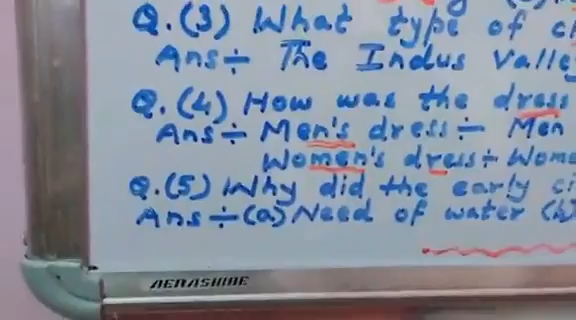 Q.(3) What type of
Ans÷ The Indus Valley
Q.(4) How was the dress
Ans÷ Men's dress÷ Men
Women's dress÷ Wome
Q.(5) Why did the early ci
Ans÷(a) Need of water (b)
AERASHINE